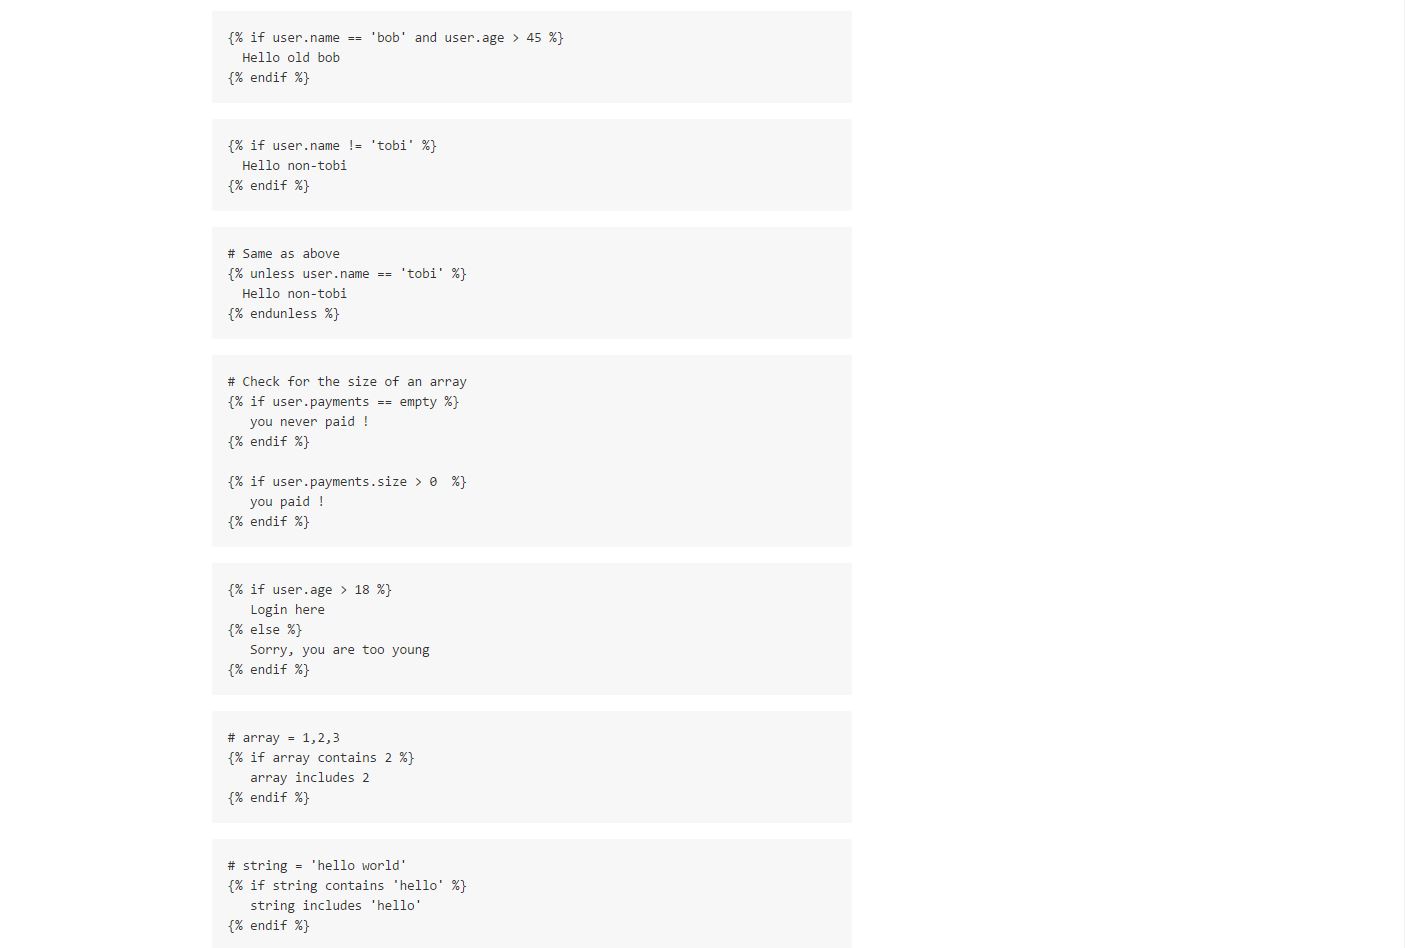 {% if user.name == 'bob' and user.age > 45 %}
  Hello old bob
{% endif %}
{% if user.name != 'tobi' %}
  Hello non-tobi
{% endif %}
# Same as above
{% unless user.name == 'tobi' %}
  Hello non-tobi
{% endunless %}
# Check for the size of an array
{% if user.payments == empty %}
   you never paid !
{% endif %}
{% if user.payments.size > 0  %}
   you paid !
{% endif %}
{% if user.age > 18 %}
   Login here
{% else %}
   Sorry, you are too young
{% endif %}
# array = 1,2,3
{% if array contains 2 %}
   array includes 2
{% endif %}
# string = 'hello world'
{% if string contains 'hello' %}
   string includes 'hello'
{% endif %}